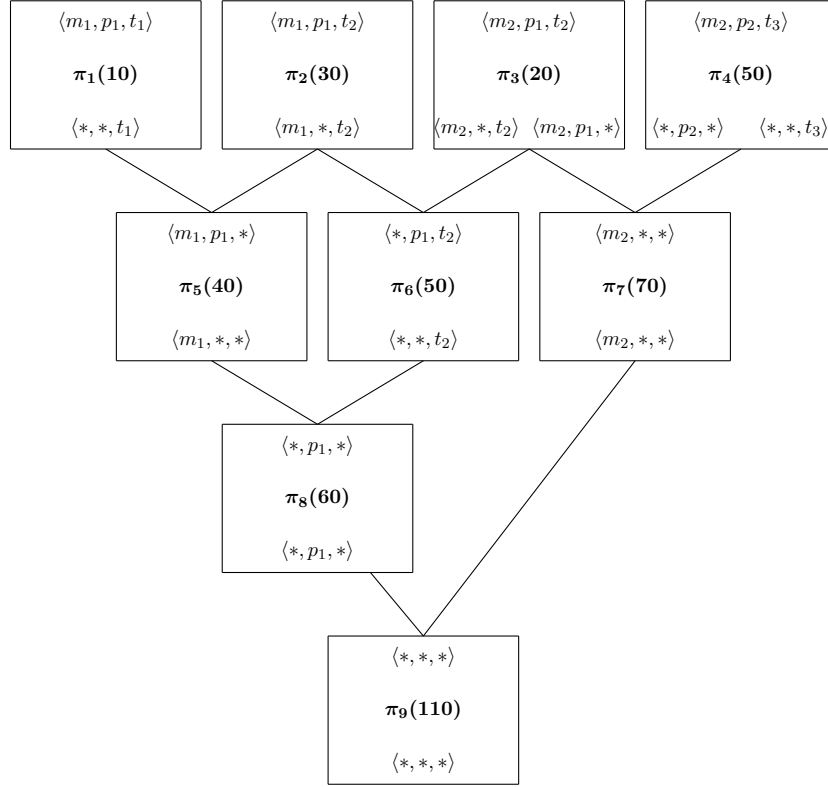 ⟨m₁, p₁, t₁⟩ ⟨m₁, p₁, t₂⟩ ⟨m₂, p₁, t₂⟩ ⟨m₂, p₂, t₃⟩
π₁(10) π₂(30) π₃(20) π₄(50)
⟨∗, ∗, t₁⟩ ⟨m₁, ∗, t₂⟩ ⟨m₂, ∗, t₂⟩ ⟨m₂, p₁, ∗⟩ ⟨∗, p₂, ∗⟩ ⟨∗, ∗, t₃⟩
⟨m₁, p₁, ∗⟩ ⟨∗, p₁, t₂⟩ ⟨m₂, ∗, ∗⟩
π₅(40) π₆(50) π₇(70)
⟨m₁, ∗, ∗⟩ ⟨∗, ∗, t₂⟩ ⟨m₂, ∗, ∗⟩
⟨∗, p₁, ∗⟩
π₈(60)
⟨∗, p₁, ∗⟩
⟨∗, ∗, ∗⟩
π₉(110)
⟨∗, ∗, ∗⟩